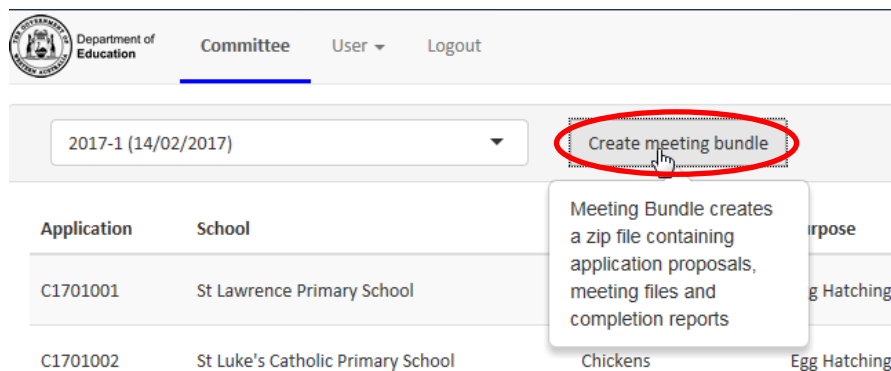 Department of
Education
Committee User Logout
2017-1 (14/02/2017) Create meeting bundle
Meeting Bundle creates
a zip file containing
application proposals,
meeting files and
completion reports
Application School
C1701001 St Lawrence Primary School Hatching
C1701002 St Luke's Catholic Primary School Chickens Egg Hatching